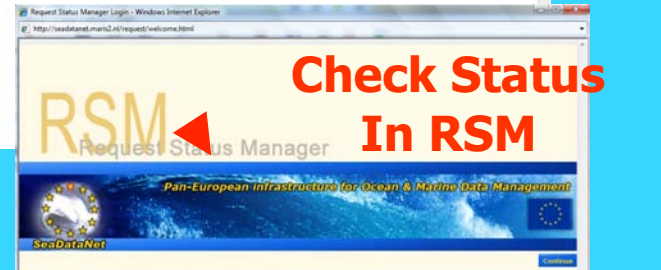 Request Status Manager Login - Windows Internet Explorer
http://seadatanet.maris2.nl/request/welcome.html
Check Status
In RSM
RSM
Request Status Manager
Pan-European infrastructure for Ocean & Marine Data Management
SeaDataNet
Continue